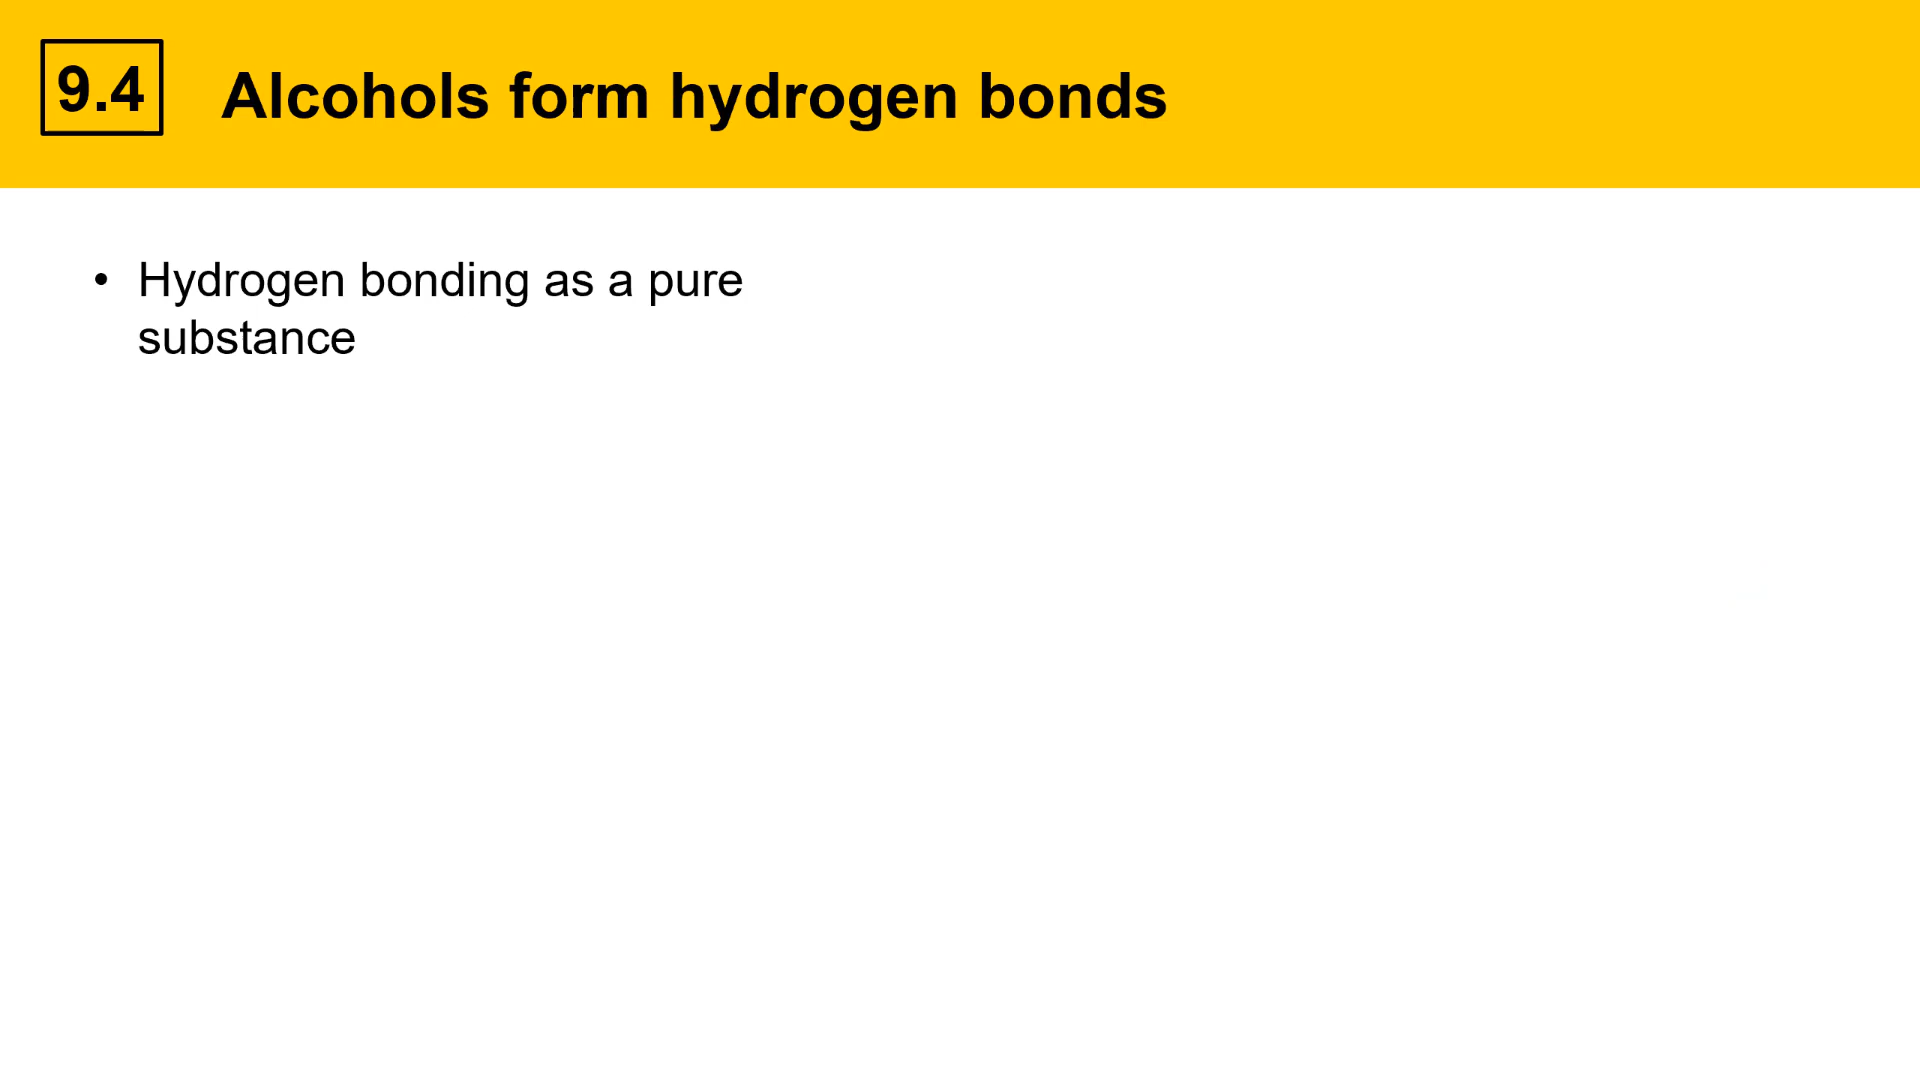 9.4 Alcohols form hydrogen bonds
• Hydrogen bonding as a pure
substance